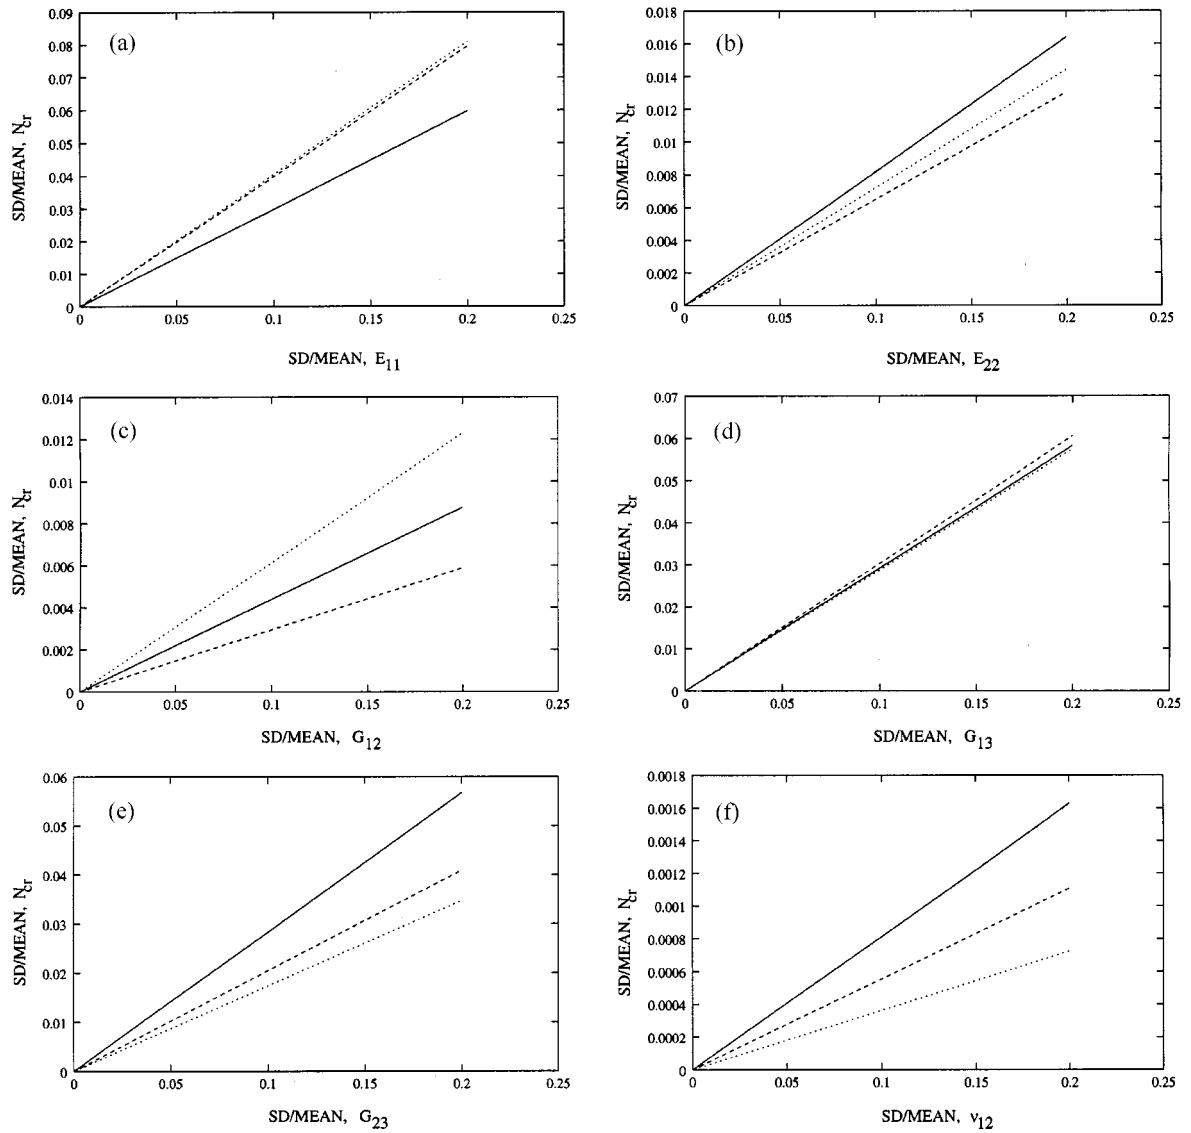 (a)
0.09
0.08
0.07
0.06
0.05
0.04
0.03
0.02
0.01
0
0 0.05 0.1 0.15 0.2 0.25
SD/MEAN, N_cr
SD/MEAN, E_11
(b)
0.018
0.016
0.014
0.012
0.01
0.008
0.006
0.004
0.002
0
0 0.05 0.1 0.15 0.2 0.25
SD/MEAN, N_cr
SD/MEAN, E_22
(c)
0.014
0.012
0.01
0.008
0.006
0.004
0.002
0
0 0.05 0.1 0.15 0.2 0.25
SD/MEAN, N_cr
SD/MEAN, G_12
(d)
0.07
0.06
0.05
0.04
0.03
0.02
0.01
0
0 0.05 0.1 0.15 0.2 0.25
SD/MEAN, N_cr
SD/MEAN, G_13
(e)
0.06
0.05
0.04
0.03
0.02
0.01
0
0 0.05 0.1 0.15 0.2 0.25
SD/MEAN, N_cr
SD/MEAN, G_23
(f)
0.0018
0.0016
0.0014
0.0012
0.001
0.0008
0.0006
0.0004
0.0002
0
0 0.05 0.1 0.15 0.2 0.25
SD/MEAN, N_cr
SD/MEAN, ν_12